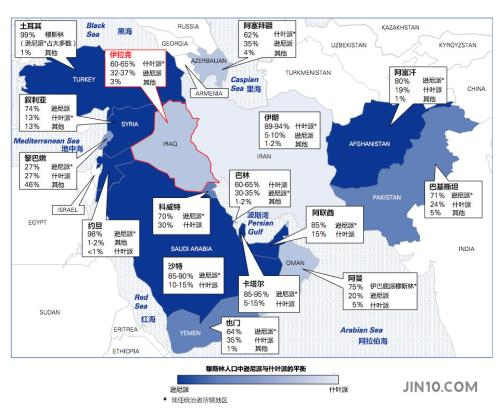 Black
Sea 黑海
RUSSIA
GEORGIA
KAZAKHSTAN
UZBEKISTAN
KYRGYZSTAN
TURKMENISTAN
CHINA
土耳其
99% 穆斯林
(逊尼派*占大多数)
1% 其他
TURKEY
伊拉克
60-65% 什叶派*
32-37% 逊尼派
3% 其他
阿塞拜疆
62% 什叶派*
35% 逊尼派
4% 其他
AZERBAIJAN
ARMENIA
Caspian
Sea 里海
阿富汗
80% 逊尼派*
19% 什叶派
1% 其他
叙利亚
74% 逊尼派
13% 什叶派*
13% 其他
SYRIA
IRAQ
伊朗
89-94% 什叶派*
5-10% 逊尼派
1-2% 其他
IRAN
AFGHANISTAN
Mediterranean Sea
地中海
黎巴嫩
27% 逊尼派*
27% 什叶派
46% 其他
ISRAEL
EGYPT
约旦
98% 逊尼派*
1-2% 其他
<1% 什叶派
科威特
70% 逊尼派*
30% 什叶派
巴林
60-65% 什叶派
30-35% 逊尼派*
1-2% 其他
波斯湾
Persian
Gulf
阿联酋
85% 逊尼派*
15% 什叶派
PAKISTAN
巴基斯坦
71% 逊尼派*
24% 什叶派
5% 其他
INDIA
SAUDI ARABIA
沙特
85-90% 逊尼派*
10-15% 什叶派
卡塔尔
85-95% 逊尼派*
5-15% 什叶派
OMAN
阿曼
75% 伊巴底派穆斯林*
20% 逊尼派
5% 什叶派
SUDAN
Red
Sea
红海
ERITREA
ETHIOPIA
YEMEN
也门
64% 逊尼派*
35% 什叶派
1% 其他
Arabian Sea
阿拉伯海
穆斯林人口中逊尼派与什叶派的平衡
逊尼派 什叶派
* 现任统治者所辖地区
JIN10.COM